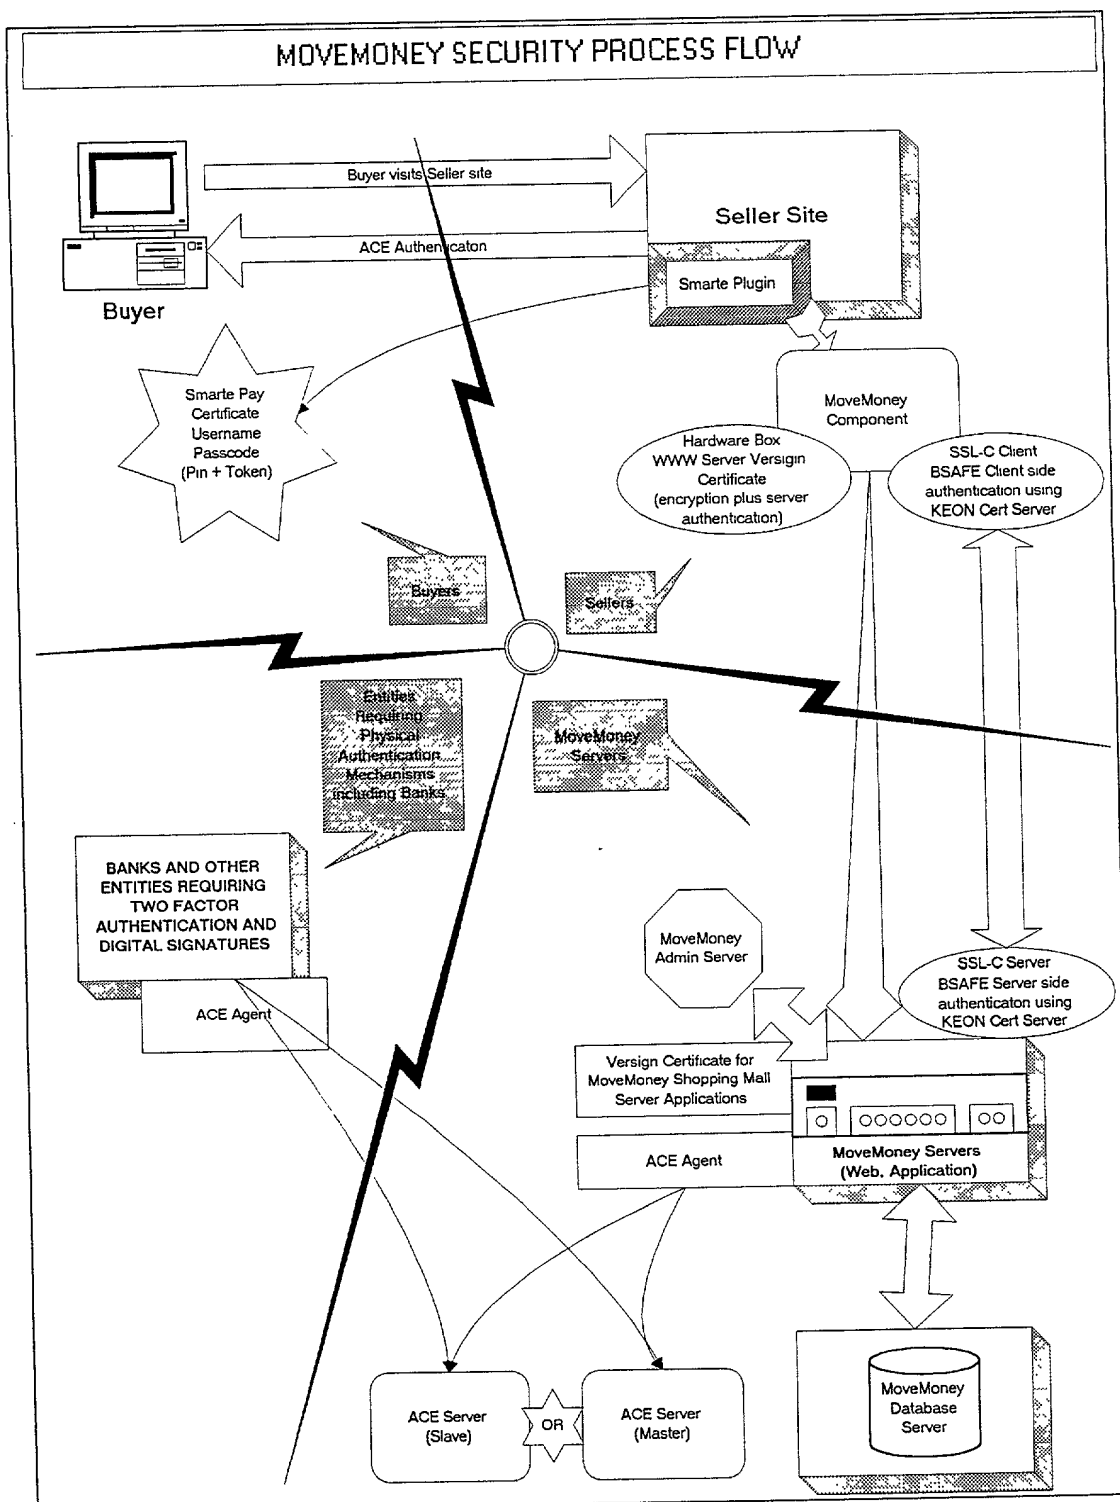 MOVEMONEY SECURITY PROCESS FLOW
Buyer visits Seller site
ACE Authenticaton
Buyer
Seller Site
Smarte Plugin
Smarte Pay
Certificate
Username
Passcode
(Pin + Token)
MoveMoney
Component
Hardware Box
WWW Server Versign
Certificate
(encryption plus server
authentication)
SSL-C Client
BSAFE Client side
authentication using
KEON Cert Server
Buyers
Sellers
Entities
Requiring
Physical
Authentication
Mechanisms
including Banks
MoveMoney
Servers
BANKS AND OTHER
ENTITIES REQUIRING
TWO FACTOR
AUTHENTICATION AND
DIGITAL SIGNATURES
ACE Agent
MoveMoney
Admin Server
SSL-C Server
BSAFE Server side
authenticaton using
KEON Cert Server
Versign Certificate for
MoveMoney Shopping Mall
Server Applications
ACE Agent
MoveMoney Servers
(Web, Application)
ACE Server
(Slave)
OR
ACE Server
(Master)
MoveMoney
Database
Server